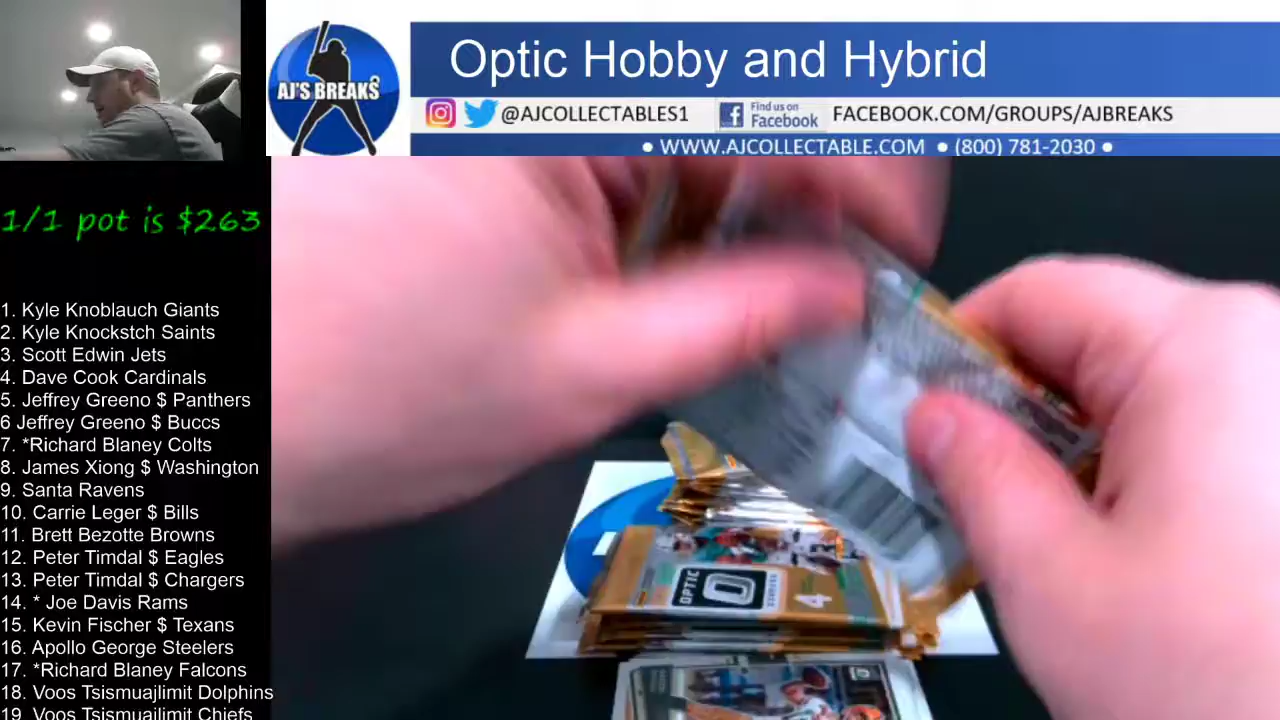 AJ'S BREAKS
Optic Hobby and Hybrid
@AJCOLLECTABLES1
Find us on
Facebook
FACEBOOK.COM/GROUPS/AJBREAKS
• WWW.AJCOLLECTABLE.COM • (800) 781-2030 •
1/1 pot is $263
1. Kyle Knoblauch Giants
2. Kyle Knockstch Saints
3. Scott Edwin Jets
4. Dave Cook Cardinals
5. Jeffrey Greeno $ Panthers
6 Jeffrey Greeno $ Buccs
7. *Richard Blaney Colts
8. James Xiong $ Washington
9. Santa Ravens
10. Carrie Leger $ Bills
11. Brett Bezotte Browns
12. Peter Timdal $ Eagles
13. Peter Timdal $ Chargers
14. * Joe Davis Rams
15. Kevin Fischer $ Texans
16. Apollo George Steelers
17. *Richard Blaney Falcons
18. Voos Tsismuajlimit Dolphins
19. Voos Tsismuajlimit Chiefs
OPTIC
4